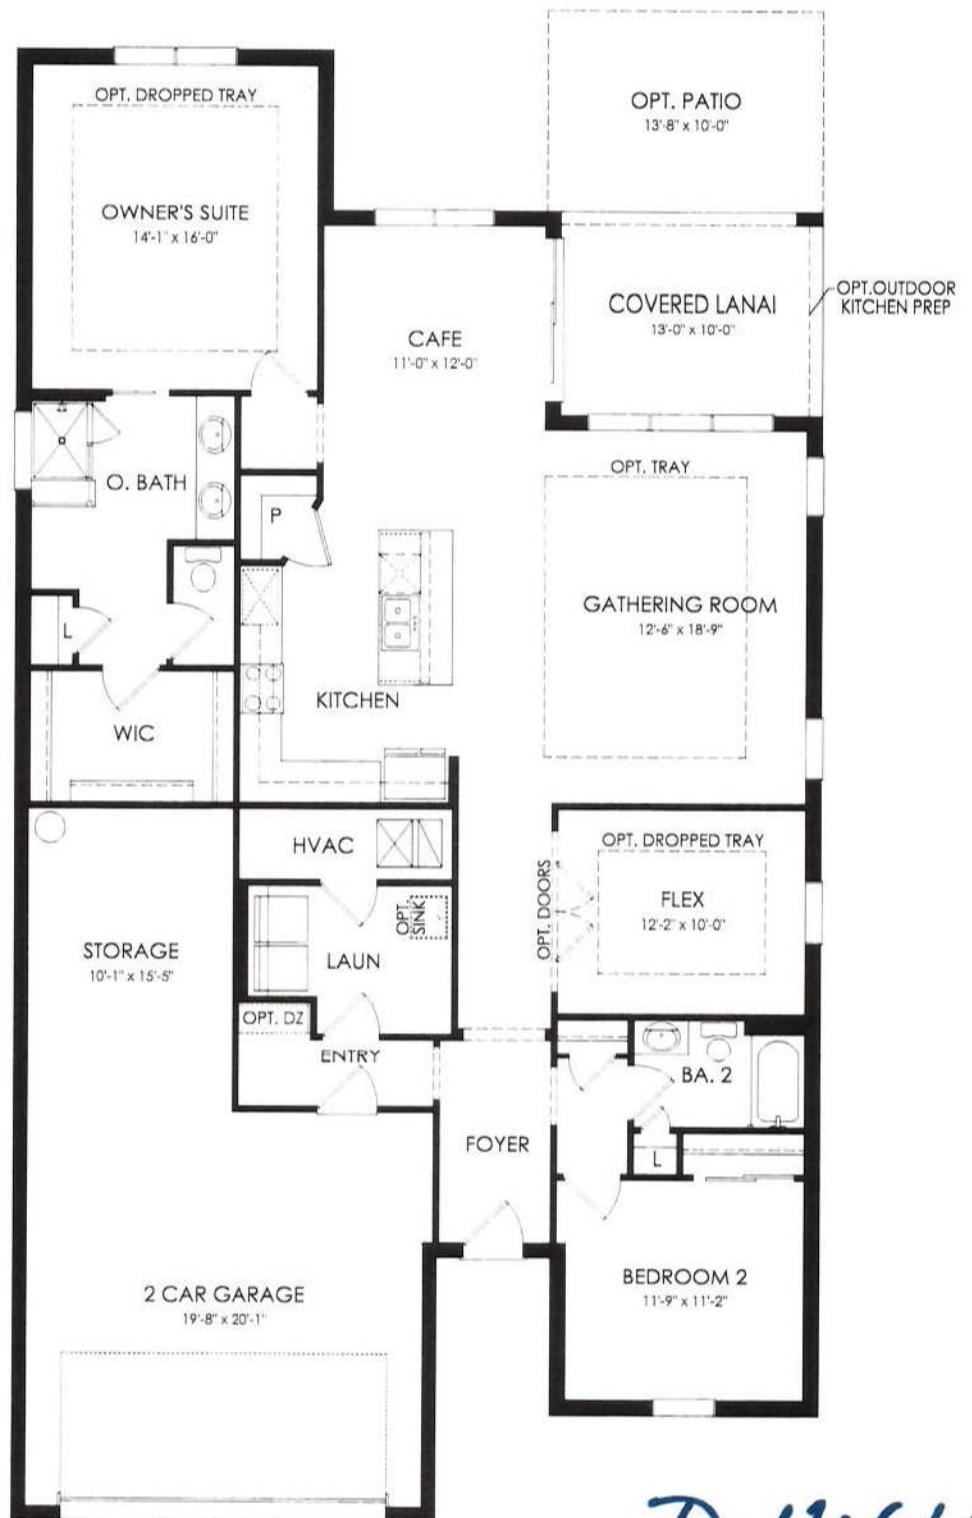 OPT. PATIO
13'-8" x 10'-0"
OPT. DROPPED TRAY
OWNER'S SUITE
14'-1" x 16'-0"
COVERED LANAI
13'-0" x 10'-0"
OPT.OUTDOOR
KITCHEN PREP
CAFE
11'-0" x 12'-0"
O. BATH
OPT. TRAY
P
GATHERING ROOM
12'-6" x 18'-9"
L
KITCHEN
WIC
HVAC
OPT. DROPPED TRAY
FLEX
12'-2" x 10'-0"
OPT. DOORS
OPT.
SINK
LAUN
STORAGE
10'-1" x 15'-5"
OPT. DZ
ENTRY
BA. 2
FOYER
L
BEDROOM 2
11'-9" x 11'-2"
2 CAR GARAGE
19'-8" x 20'-1"